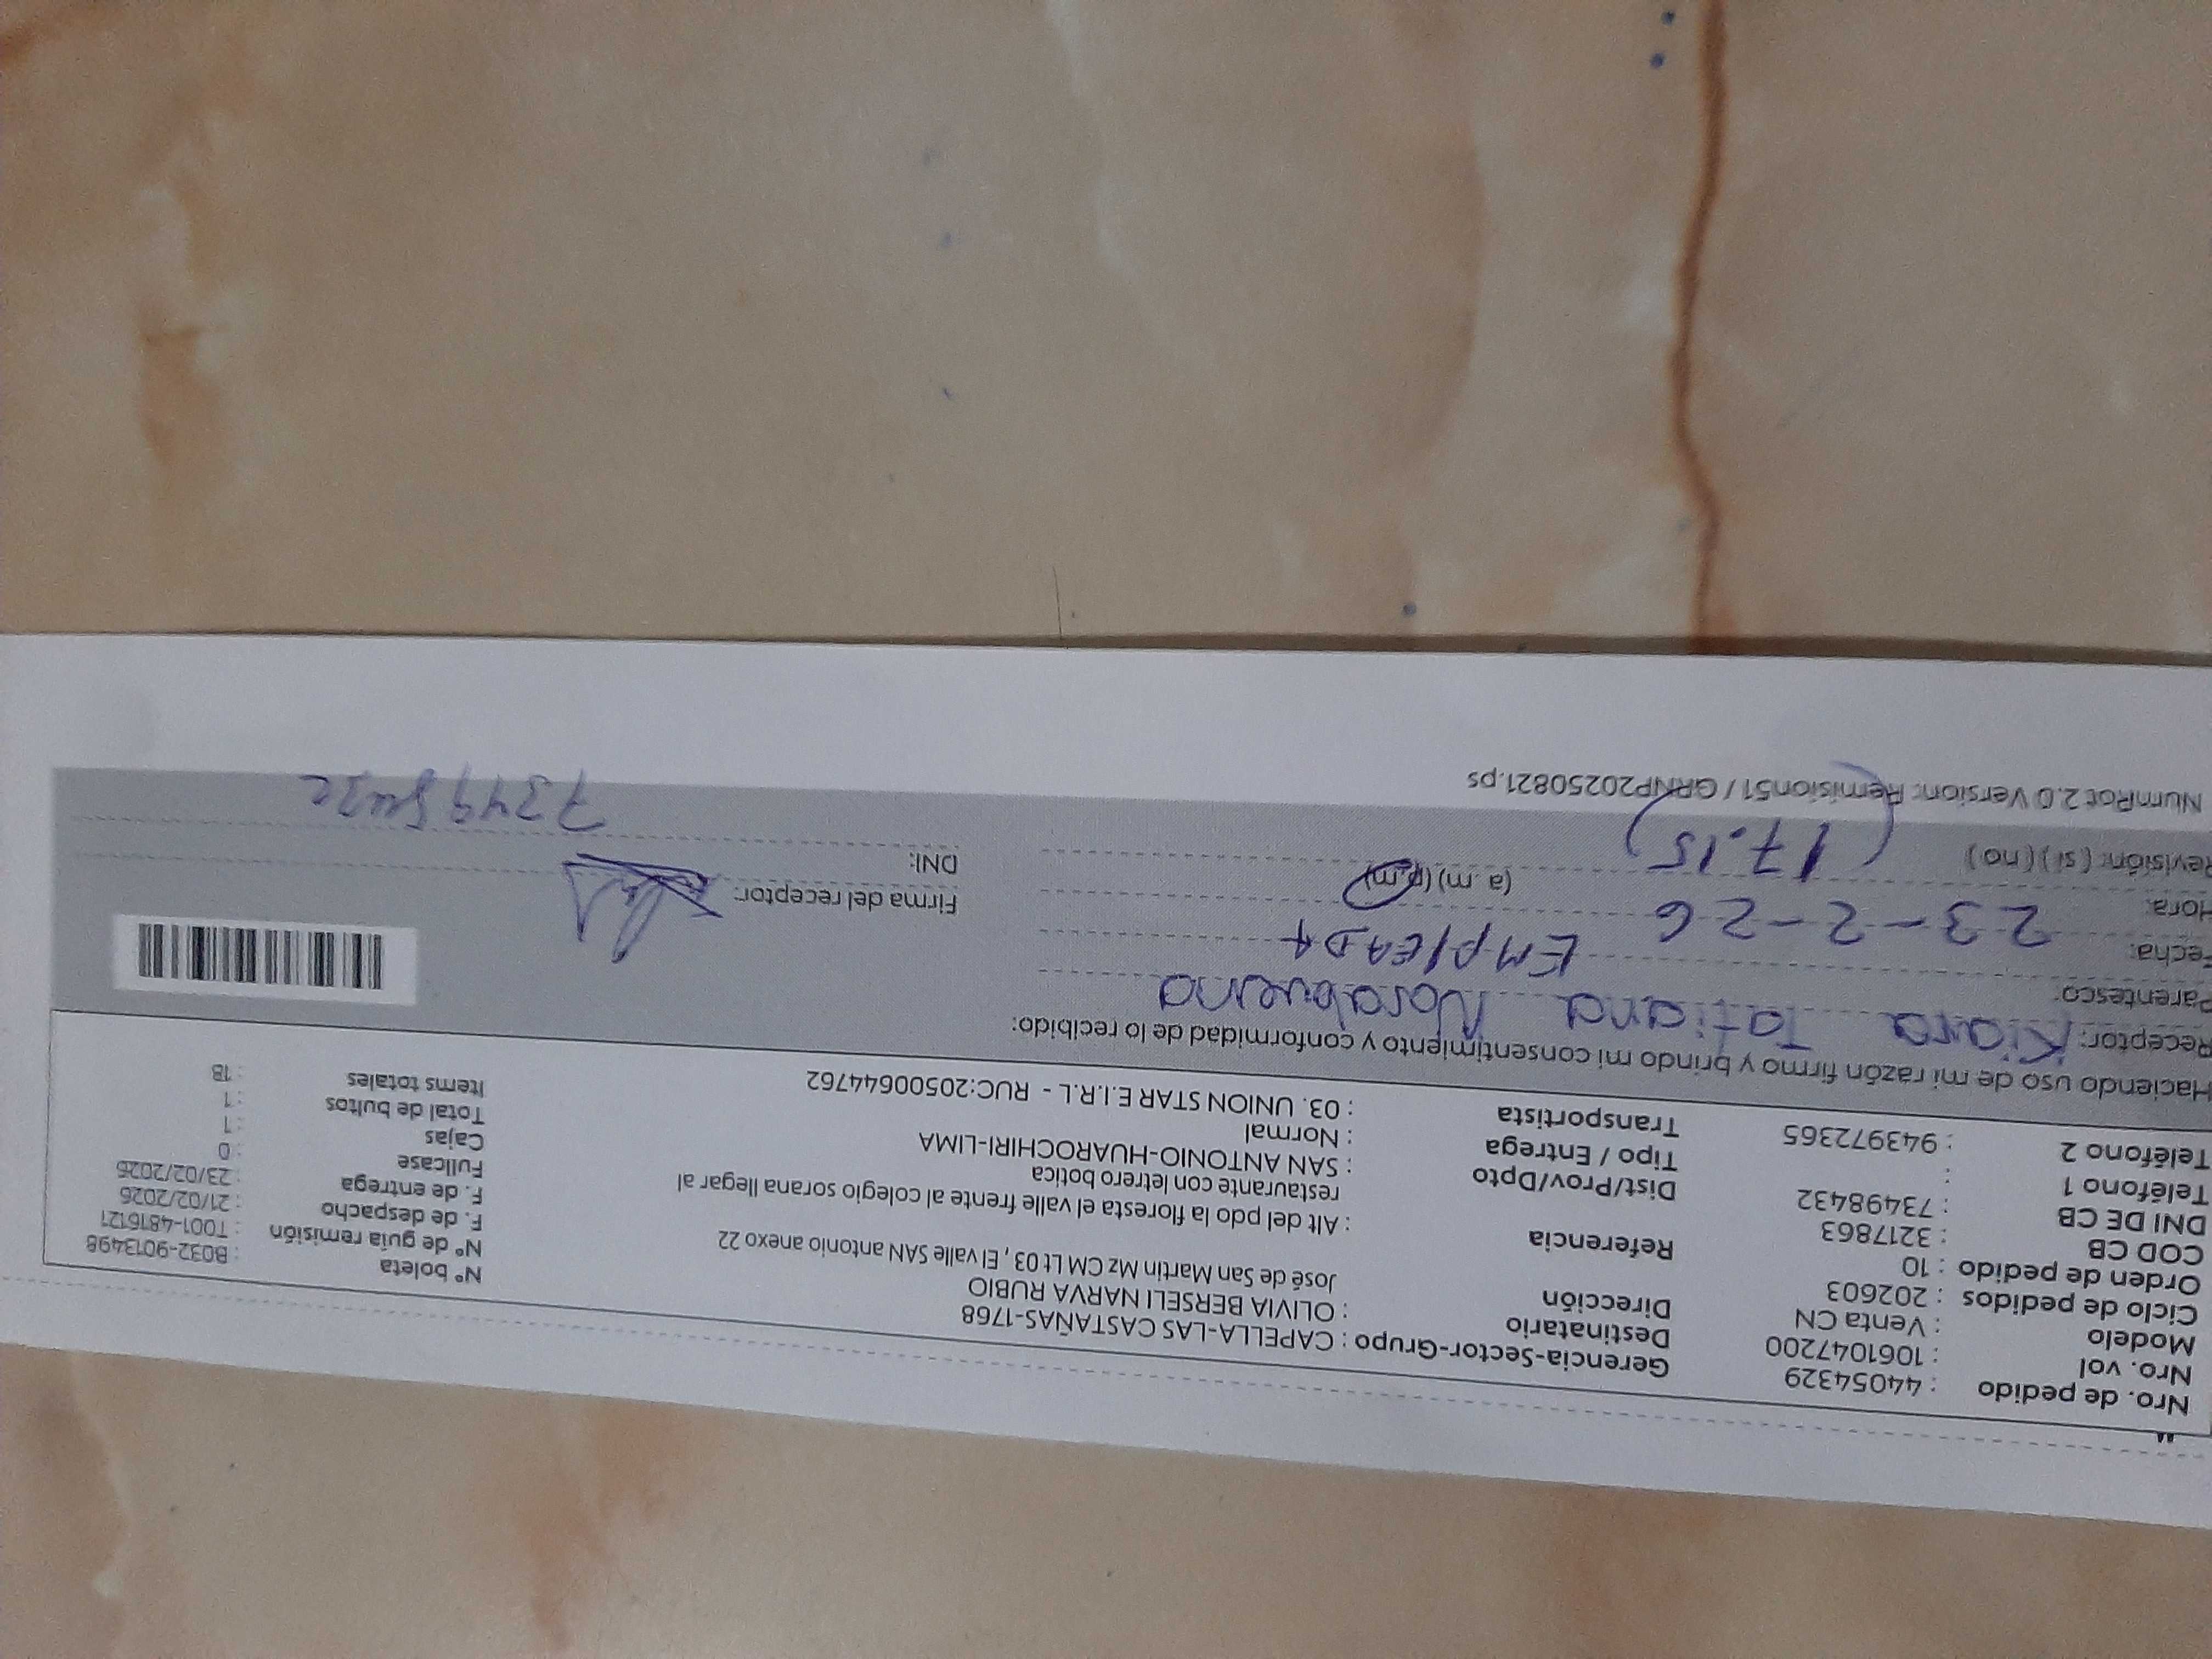 Nro. de pedido : 44054329
Nro. vol : 1061047200
Modelo : Venta CN
Ciclo de pedidos : 202603
Orden de pedido : 10
COD CB : 3217863
DNI DE CB : 73498432
Teléfono 1 :
Teléfono 2 : 943972365
Gerencia-Sector-Grupo : CAPELLA-LAS CASTAÑAS-1768
Destinatario : OLIVIA BERSELI NARVA RUBIO
Dirección
José de San Martin Mz CM Lt 03 , El valle SAN antonio anexo 22
Referencia : Alt del pdo la floresta el valle frente al colegio sorano llegar al
restaurante con letrero botica
Dist/Prov/Dpto : SAN ANTONIO-HUAROCHIRI-LIMA
Tipo / Entrega : Normal
Transportista : 03. UNION STAR E.I.R.L - RUC:20500644762
Nº boleta : B032-9013498
Nº de guía remisión : T001-4816121
F. de despacho : 21/02/2026
F. de entrega : 23/02/2026
Fullcase : 0
Cajas : 1
Total de bultos : 1
Items totales : 18
Haciendo uso de mi razón firmo y brindo mi consentimiento y conformidad de lo recibido:
Receptor: Kiara Tatiana Norabuena
Parentesco: EMPLEADA
Fecha: 23-2-26
Hora: (a.m) (p.m)
Revisión: (si) (no) (17.15)
Firma del receptor:
DNI:
NumRot 2.0 Version: Remision51 / GRNP20250821.ps